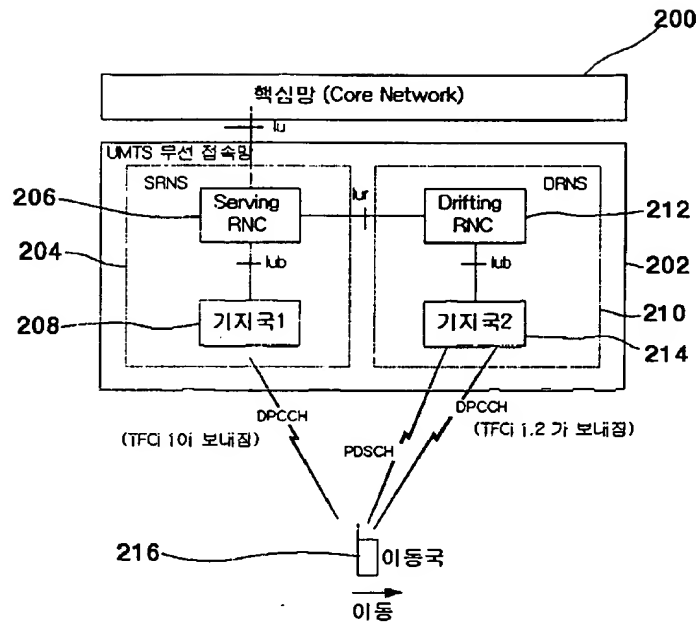 200
핵심망 (Core Network)
Iu
UMTS 무선 접속망
SRNS
DRNS
206
Serving
RNC
Iur
Drifting
RNC
212
204
Iub
Iub
202
208
기지국1
기지국2
210
214
DPCCH
DPCCH
(TFCi 1이 보내짐)
(TFCi 1,2 가 보내짐)
PDSCH
216
이동국
이동